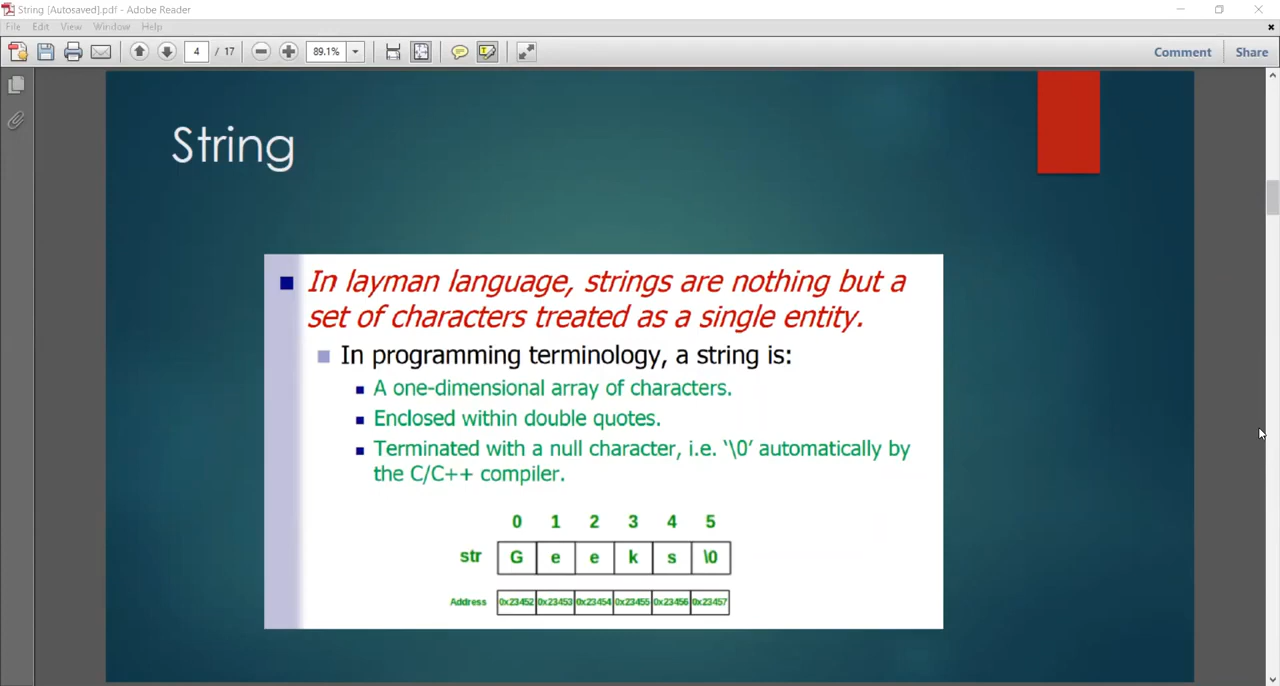 String [Autosaved].pdf - Adobe Reader
File Edit View Window Help
4 / 17 89.1% Comment Share
String
In layman language, strings are nothing but a
set of characters treated as a single entity.
In programming terminology, a string is:
A one-dimensional array of characters.
Enclosed within double quotes.
Terminated with a null character, i.e. ‘\0’ automatically by
the C/C++ compiler.
0 1 2 3 4 5
str G e e k s \0
Address 0x23452 0x23453 0x23454 0x23455 0x23456 0x23457